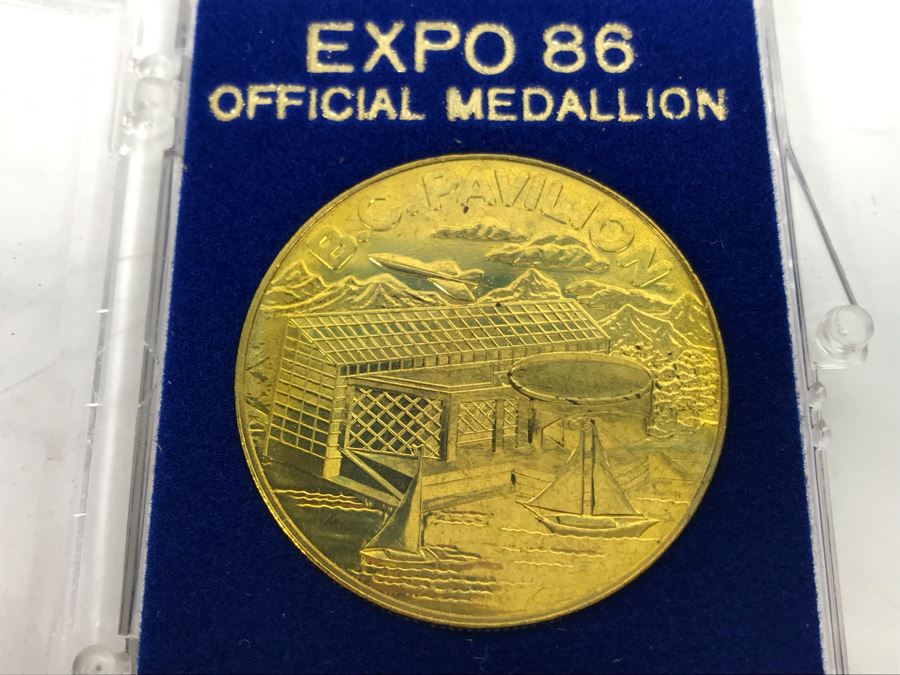 EXPO 86
OFFICIAL MEDALLION
B.C. PAVILION